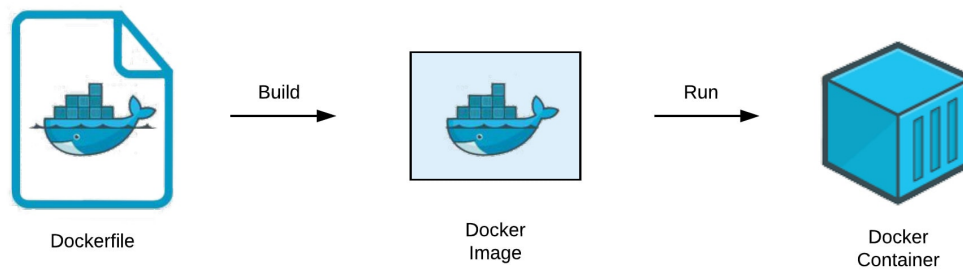 Build
Run
Dockerfile
Docker
Image
Docker
Container